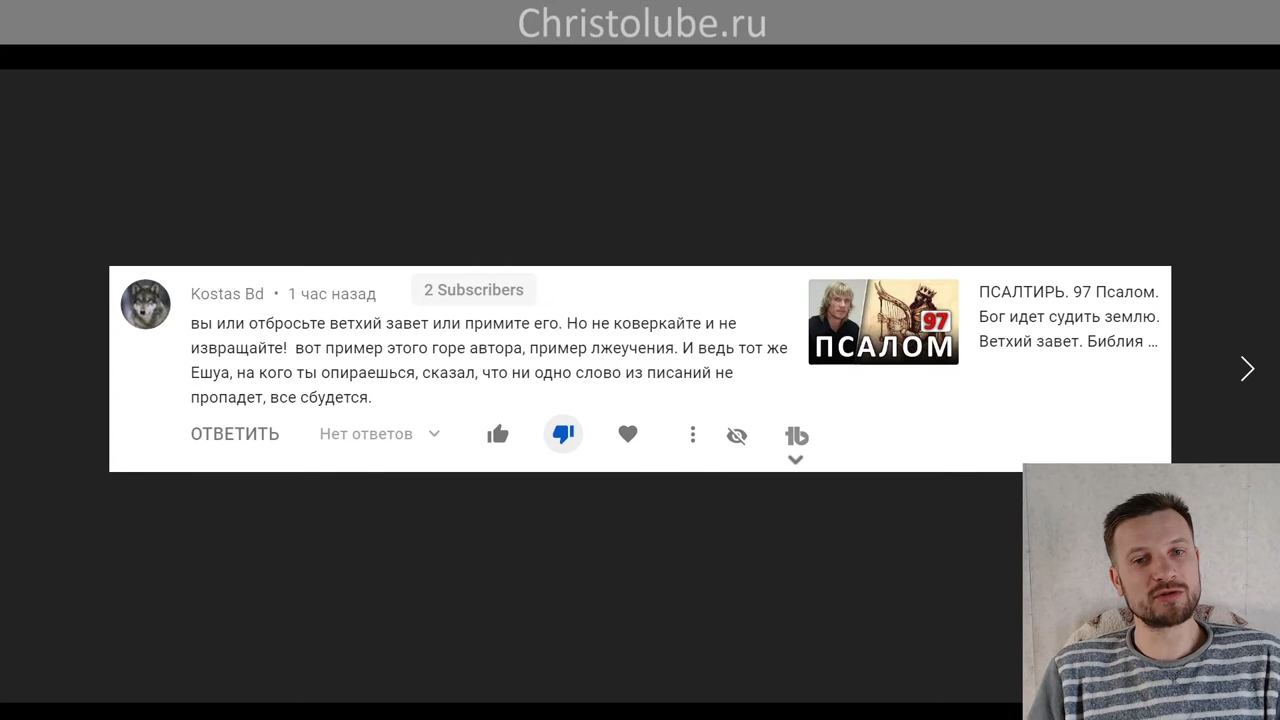 Christolube.ru
Kostas Bd • 1 час назад
2 Subscribers
вы или отбросьте ветхий завет или примите его. Но не коверкайте и не
извращайте!  вот пример этого горе автора, пример лжеучения. И ведь тот же
Ешуа, на кого ты опираешься, сказал, что ни одно слово из писаний не
пропадет, все сбудется.
ОТВЕТИТЬ
Нет ответов
97
ПСАЛОМ
ПСАЛТИРЬ. 97 Псалом.
Бог идет судить землю.
Ветхий завет. Библия ...